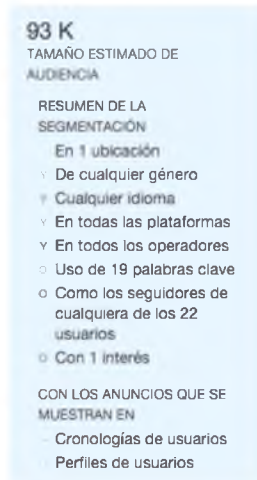 93 K
TAMAÑO ESTIMADO DE
AUDIENCIA
RESUMEN DE LA
SEGMENTACIÓN
En 1 ubicación
Y De cualquier género
Y Cualquier idioma
Y En todas las plataformas
Y En todos los operadores
O Uso de 19 palabras clave
O Como los seguidores de
cualquiera de los 22
usuarios
O Con 1 interés
CON LOS ANUNCIOS QUE SE
MUESTRAN EN
Cronologías de usuarios
Perfiles de usuarios